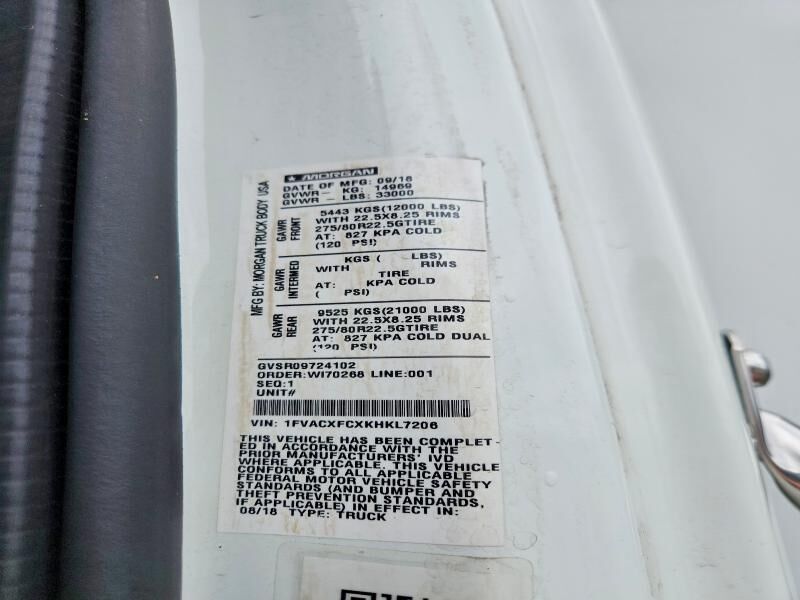 MORGAN
DATE OF MFG: 09/18
GVWR- KG: 14969
GVWR- LBS: 33000
MFG BY: MORGAN TRUCK BODY USA
GAWR
FRONT
5443 KGS(12000 LBS)
WITH 22.5X8.25 RIMS
275/80R22.5GTIRE
AT: 827 KPA COLD
(120 PSI)
GAWR
INTERMED
KGS ( LBS)
WITH RIMS
TIRE
AT: KPA COLD
( PSI)
GAWR
REAR
9525 KGS(21000 LBS)
WITH 22.5X8.25 RIMS
275/80R22.5GTIRE
AT: 827 KPA COLD DUAL
(120 PSI)
GVSR09724102
ORDER:WI70268 LINE:001
SEQ:1
UNIT#
VIN: 1FVACXFCXKHKL7206
THIS VEHICLE HAS BEEN COMPLET-
ED IN ACCORDANCE WITH THE
PRIOR MANUFACTURERS' IVD
WHERE APPLICABLE. THIS VEHICLE
CONFORMS TO ALL APPLICABLE
FEDERAL MOTOR VEHICLE SAFETY
STANDARDS (AND BUMPER AND
THEFT PREVENTION STANDARDS,
IF APPLICABLE) IN EFFECT IN:
08/18 TYPE: TRUCK